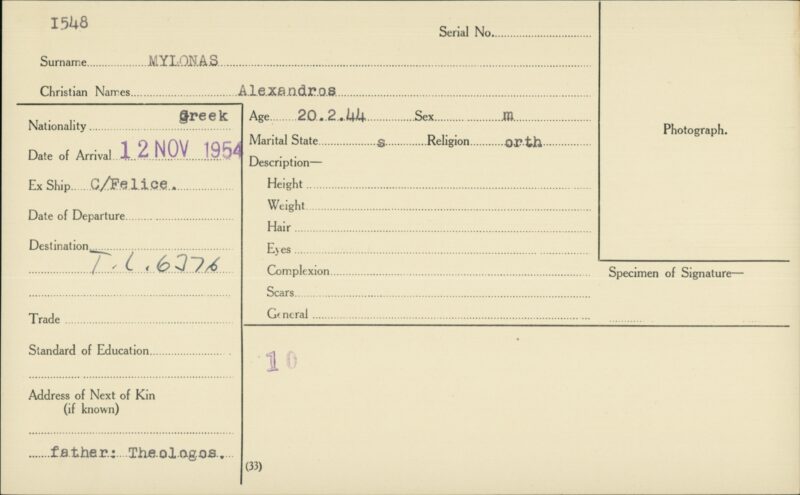 I548
Serial No.
Surname MYLONAS
Christian Names Alexandros
Nationality Greek
Date of Arrival 12 NOV 1954
Ex Ship C/Felice.
Date of Departure
Destination
T.L.6376
Trade
Standard of Education
Address of Next of Kin
(if known)
father: Theologos.
Age 20.2.44 Sex m
Marital State s Religion orth
Description—
Height
Weight
Hair
Eyes
Complexion
Scars
General
10
(33)
Photograph.
Specimen of Signature—